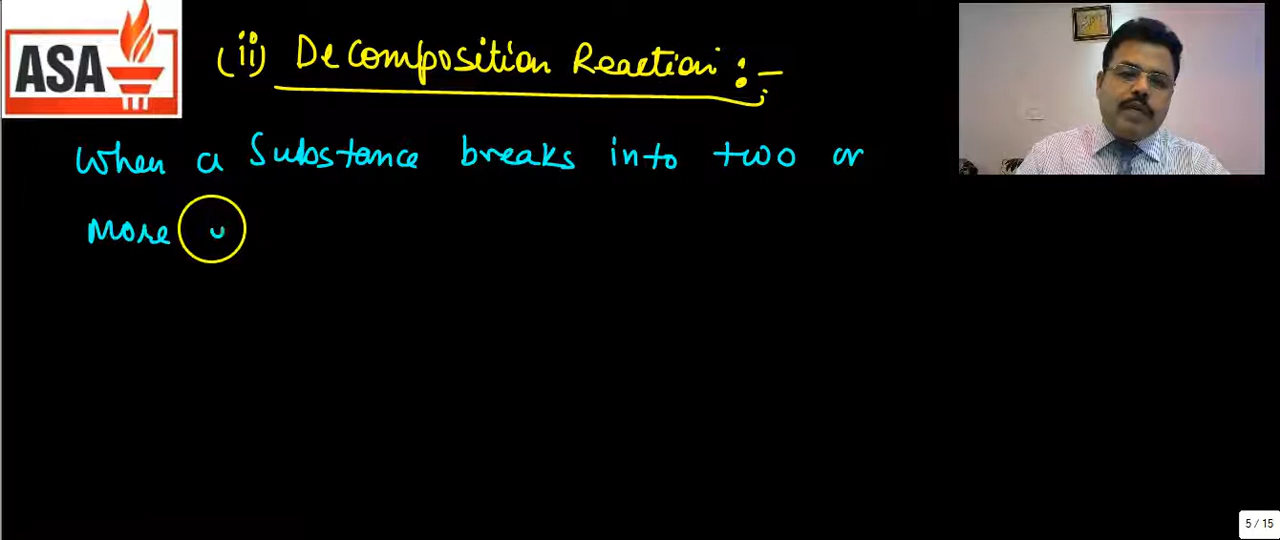 ASA
(ii) Decomposition Reaction :-
When a Substance breaks into two or
more
5 / 15